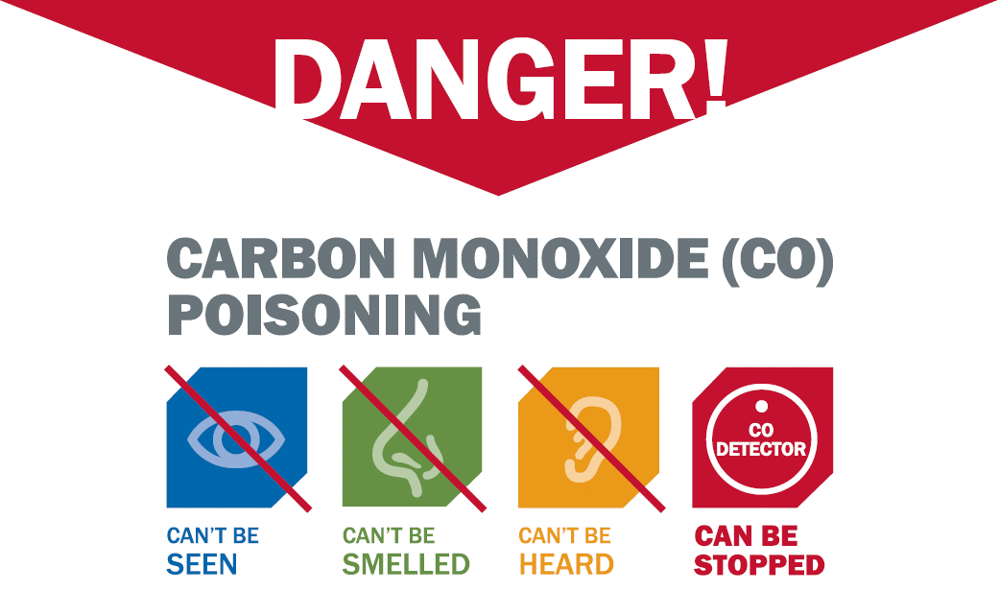 DANGER!
CARBON MONOXIDE (CO)
POISONING
CO
DETECTOR
CAN'T BE
SEEN
CAN'T BE
SMELLED
CAN'T BE
HEARD
CAN BE
STOPPED